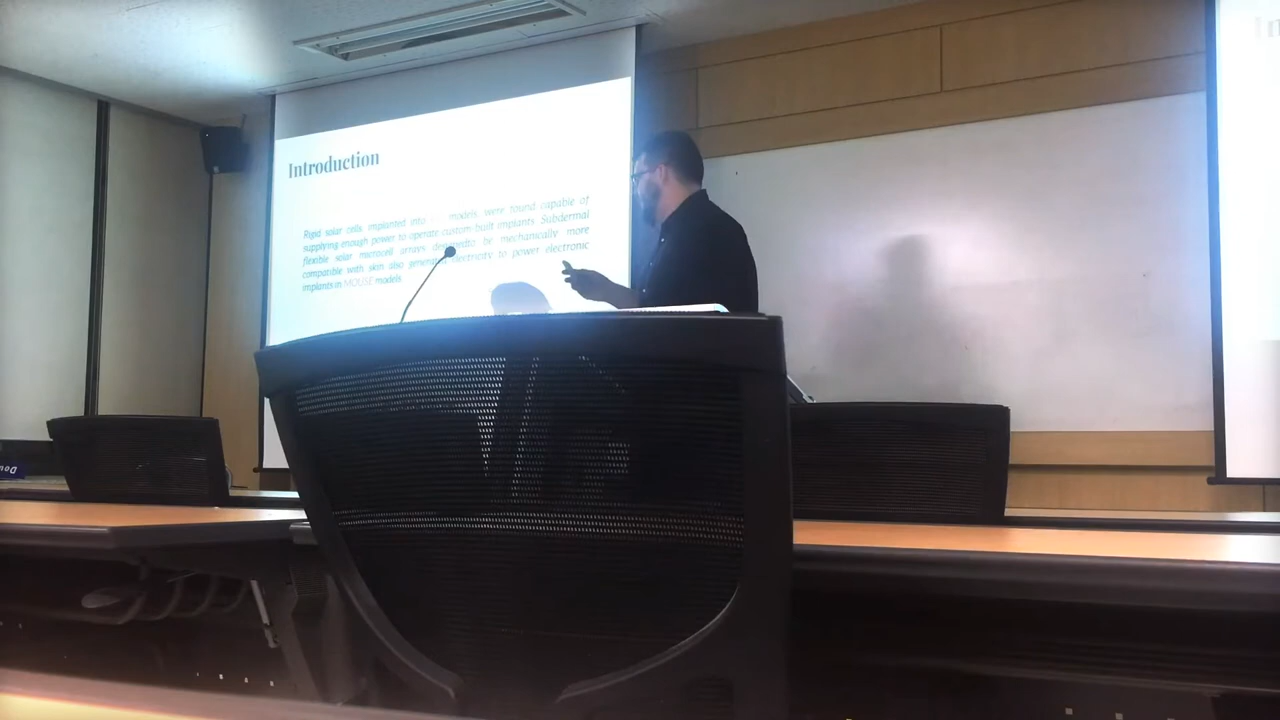 Introduction
Rigid solar cells, implanted into models, were found capable of
supplying enough power to operate custom-built implants. Subdermal
flexible solar microcell arrays designed to be mechanically more
compatible with skin also generated electricity to power electronic
implants in MOUSE models.